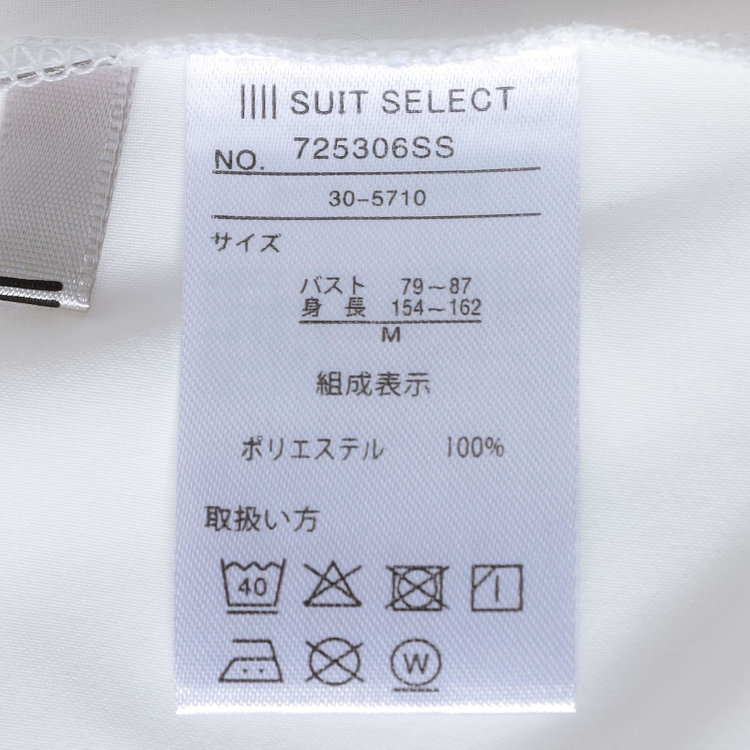 SUIT SELECT
NO. 725306SS
30-5710
サイズ
バスト 79～87
身長 154～162
M
組成表示
ポリエステル 100%
取扱い方
40
W